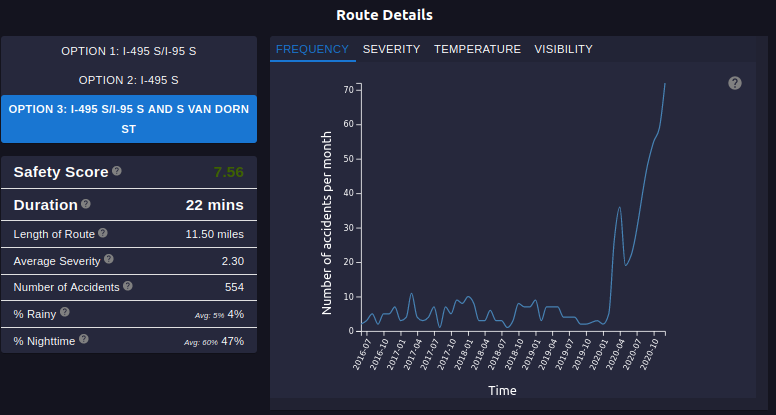 Route Details
OPTION 1: I-495 S/I-95 S
OPTION 2: I-495 S
OPTION 3: I-495 S/I-95 S AND S VAN DORN
ST
Safety Score ?
7.56
Duration ?
22 mins
Length of Route ?
11.50 miles
Average Severity ?
2.30
Number of Accidents ?
554
% Rainy ?
Avg: 5% 4%
% Nighttime ?
Avg: 60% 47%
FREQUENCY SEVERITY TEMPERATURE VISIBILITY
?
Number of accidents per month
70
60
50
40
30
20
10
0
2016-07
2016-10
2017-01
2017-04
2017-07
2017-10
2018-01
2018-04
2018-07
2018-10
2019-01
2019-04
2019-07
2019-10
2020-01
2020-04
2020-07
2020-10
Time